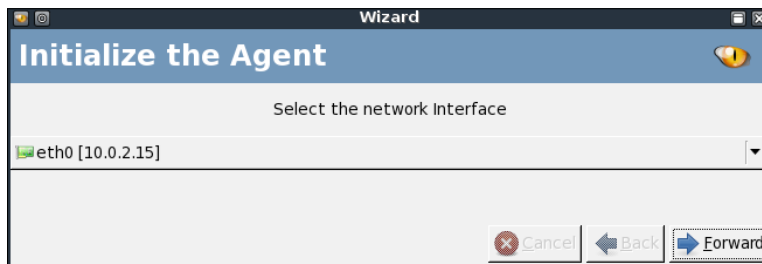 Wizard
Initialize the Agent
Select the network Interface
eth0 [10.0.2.15]
Cancel Back Forward